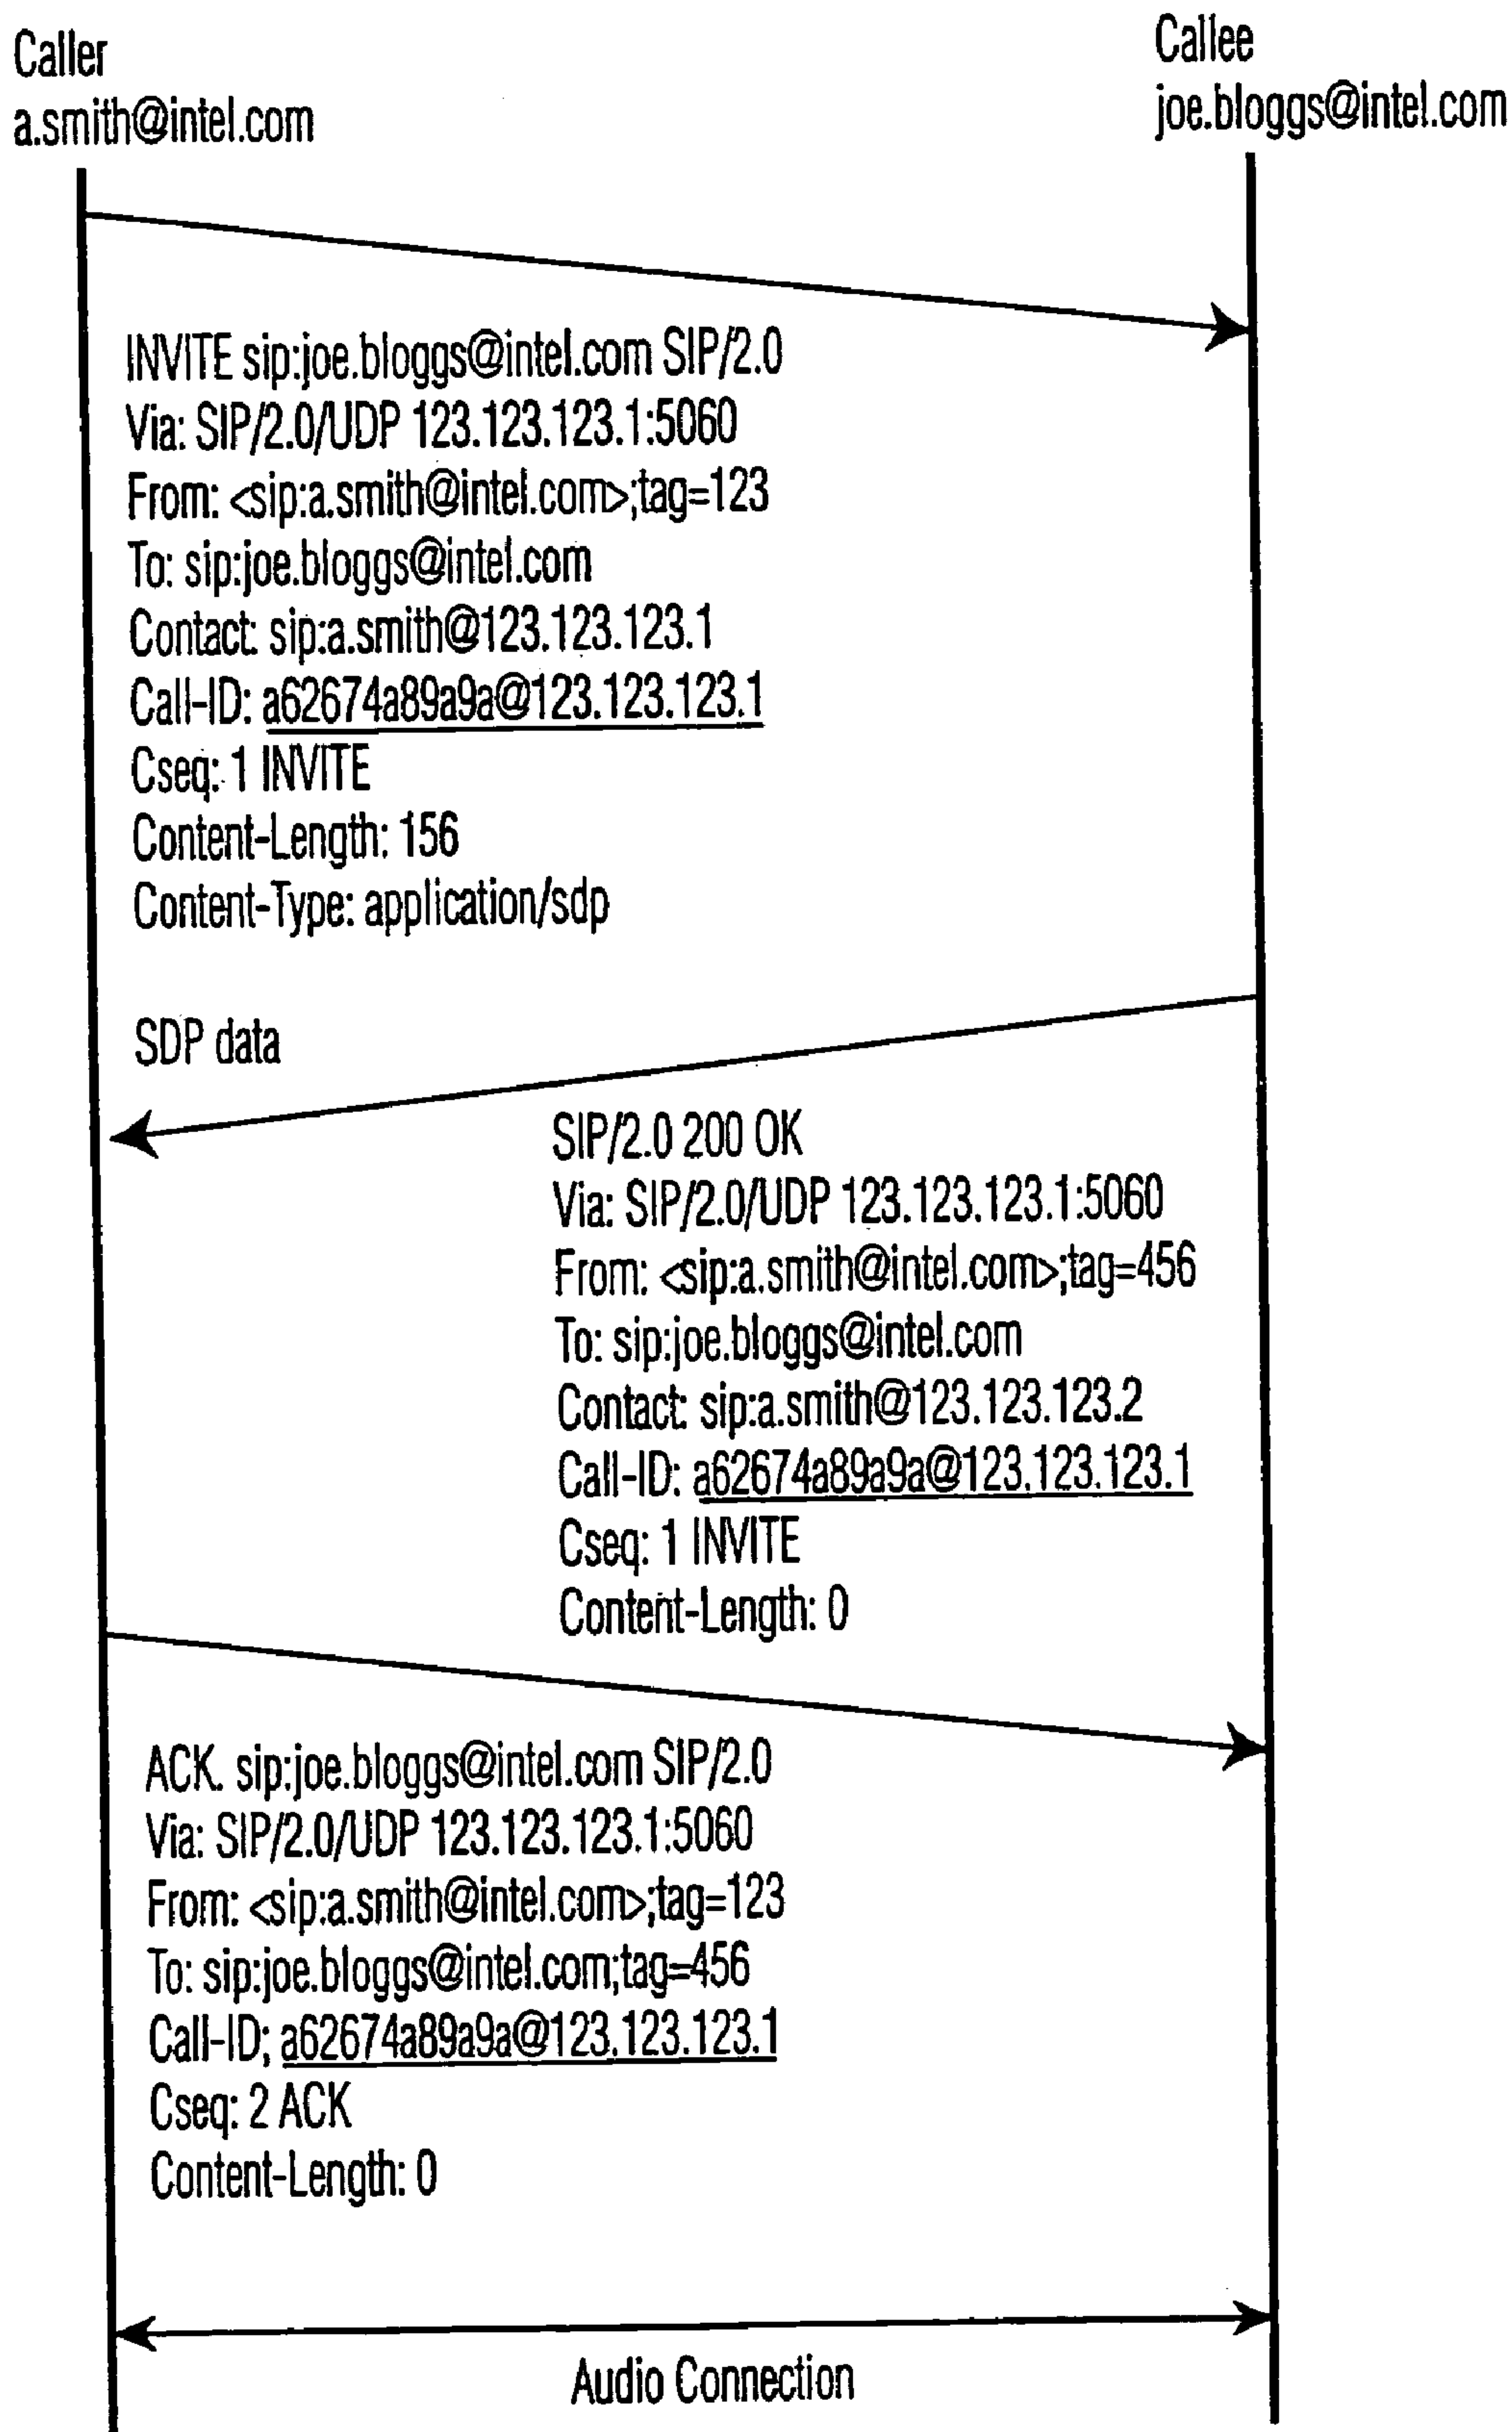 Caller
a.smith@intel.com
Callee
joe.bloggs@intel.com
INVITE sip:joe.bloggs@intel.com SIP/2.0
Via: SIP/2.0/UDP 123.123.123.1:5060
From: <sip:a.smith@intel.com>;tag=123
To: sip:joe.bloggs@intel.com
Contact: sip:a.smith@123.123.123.1
Call-ID: a62674a89a9a@123.123.123.1
Cseq: 1 INVITE
Content-Length: 156
Content-Type: application/sdp
SDP data
SIP/2.0 200 OK
Via: SIP/2.0/UDP 123.123.123.1:5060
From: <sip:a.smith@intel.com>;tag=456
To: sip:joe.bloggs@intel.com
Contact: sip:a.smith@123.123.123.2
Call-ID: a62674a89a9a@123.123.123.1
Cseq: 1 INVITE
Content-Length: 0
ACK. sip:joe.bloggs@intel.com SIP/2.0
Via: SIP/2.0/UDP 123.123.123.1:5060
From: <sip:a.smith@intel.com>;tag=123
To: sip:joe.bloggs@intel.com;tag=456
Call-ID; a62674a89a9a@123.123.123.1
Cseq: 2 ACK
Content-Length: 0
Audio Connection